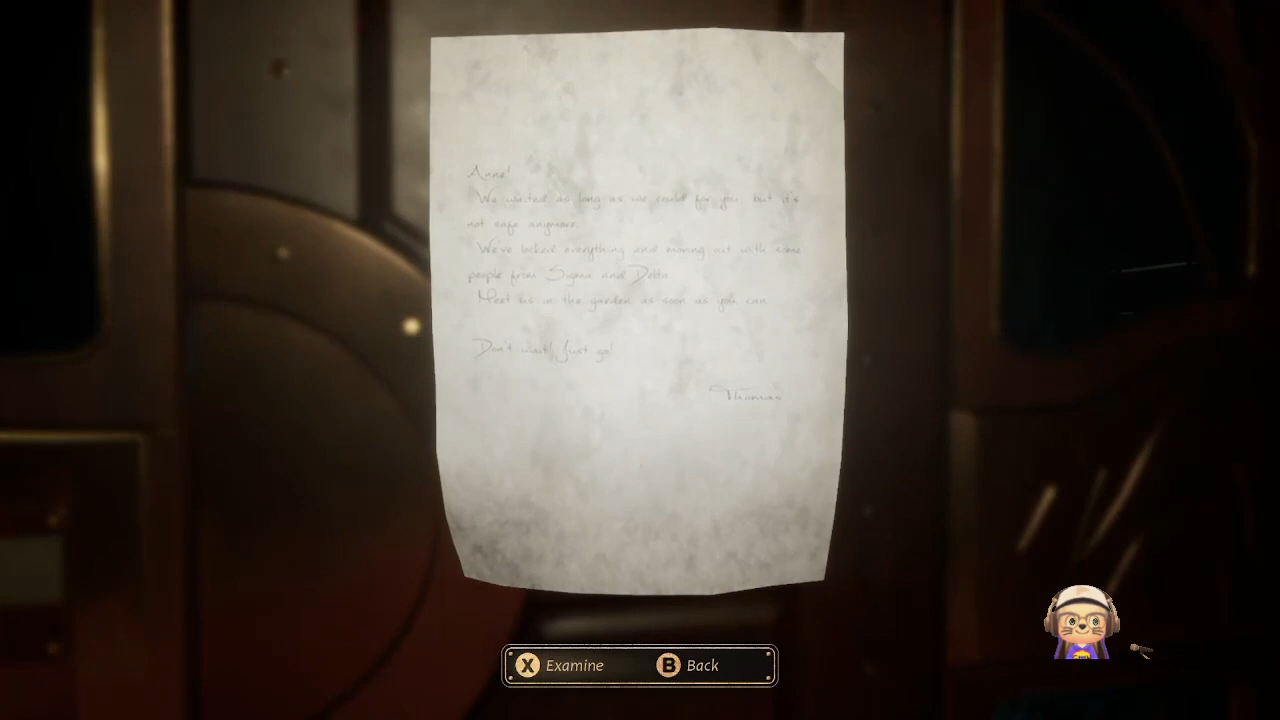 Anne!
We waited as long as we could for you, but it's
not safe anymore.
We've locked everything and moving out with some
people from Sigma and Delta.
Meet us in the garden as soon as you can.
Don't wait! Just go!
Thomas
X Examine B Back